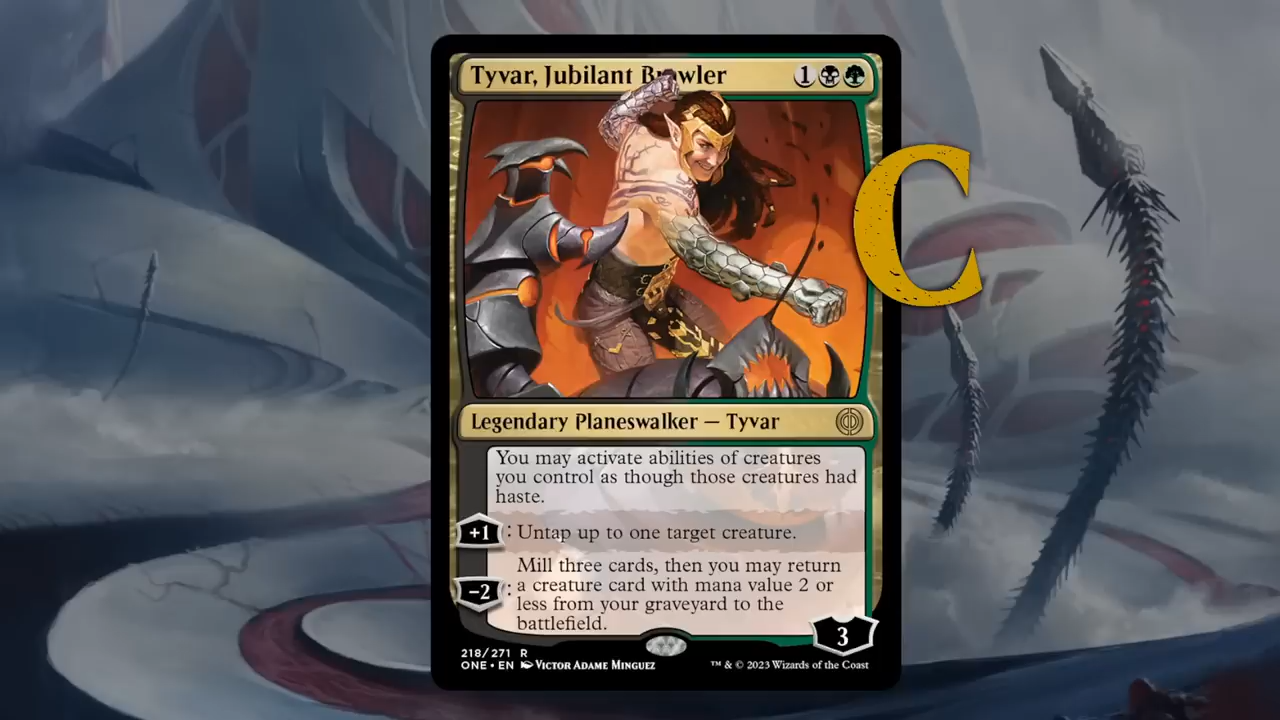 Tyvar, Jubilant Brawler 1
C
Legendary Planeswalker — Tyvar
You may activate abilities of creatures
you control as though those creatures had
haste.
+1 : Untap up to one target creature.
−2 : Mill three cards, then you may return
a creature card with mana value 2 or
less from your graveyard to the
battlefield.
3
218/271 R
ONE • EN Victor Adame Minguez
™ & © 2023 Wizards of the Coast